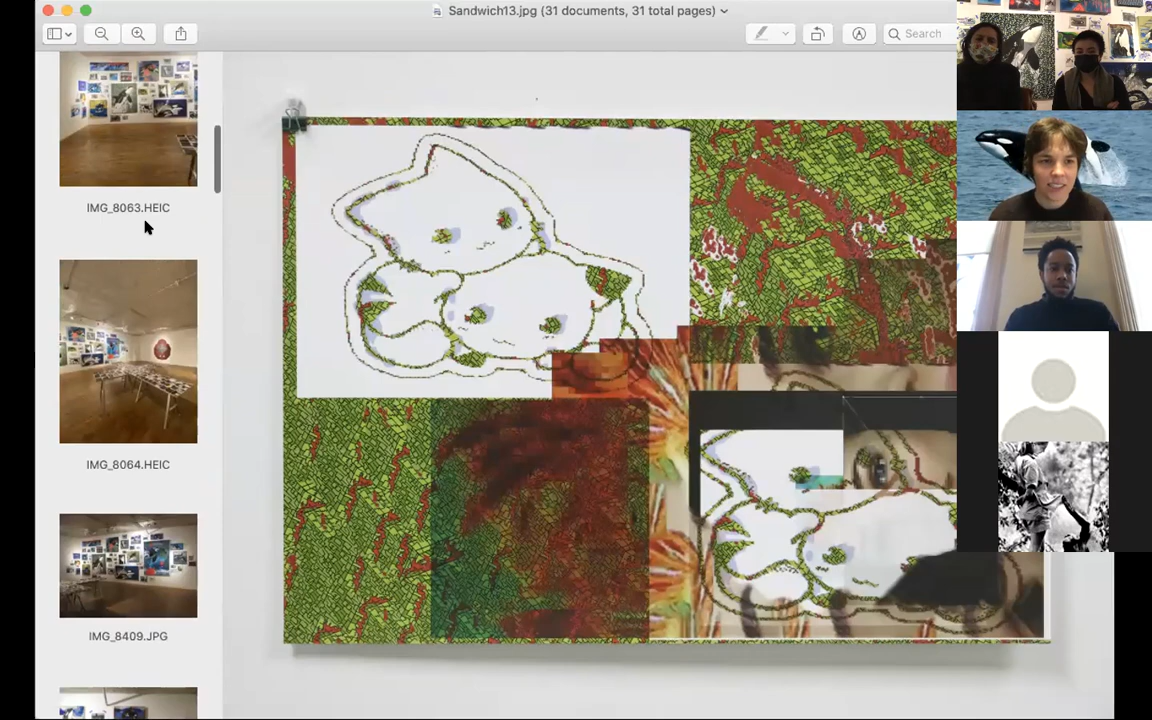 Sandwich13.jpg (31 documents, 31 total pages)
Search
IMG_8063.HEIC
IMG_8064.HEIC
IMG_8409.JPG